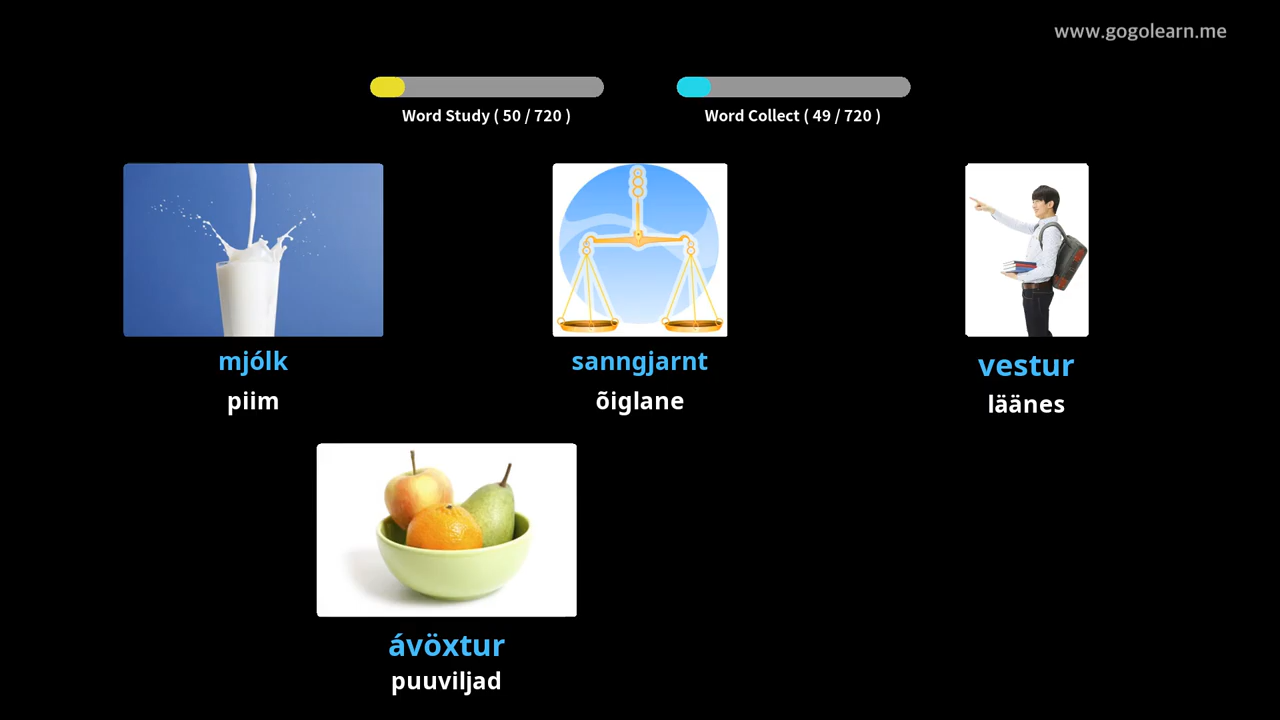 www.gogolearn.me
Word Study ( 50 / 720 )
Word Collect ( 49 / 720 )
mjólk
piim
sanngjarnt
õiglane
vestur
läänes
ávöxtur
puuviljad